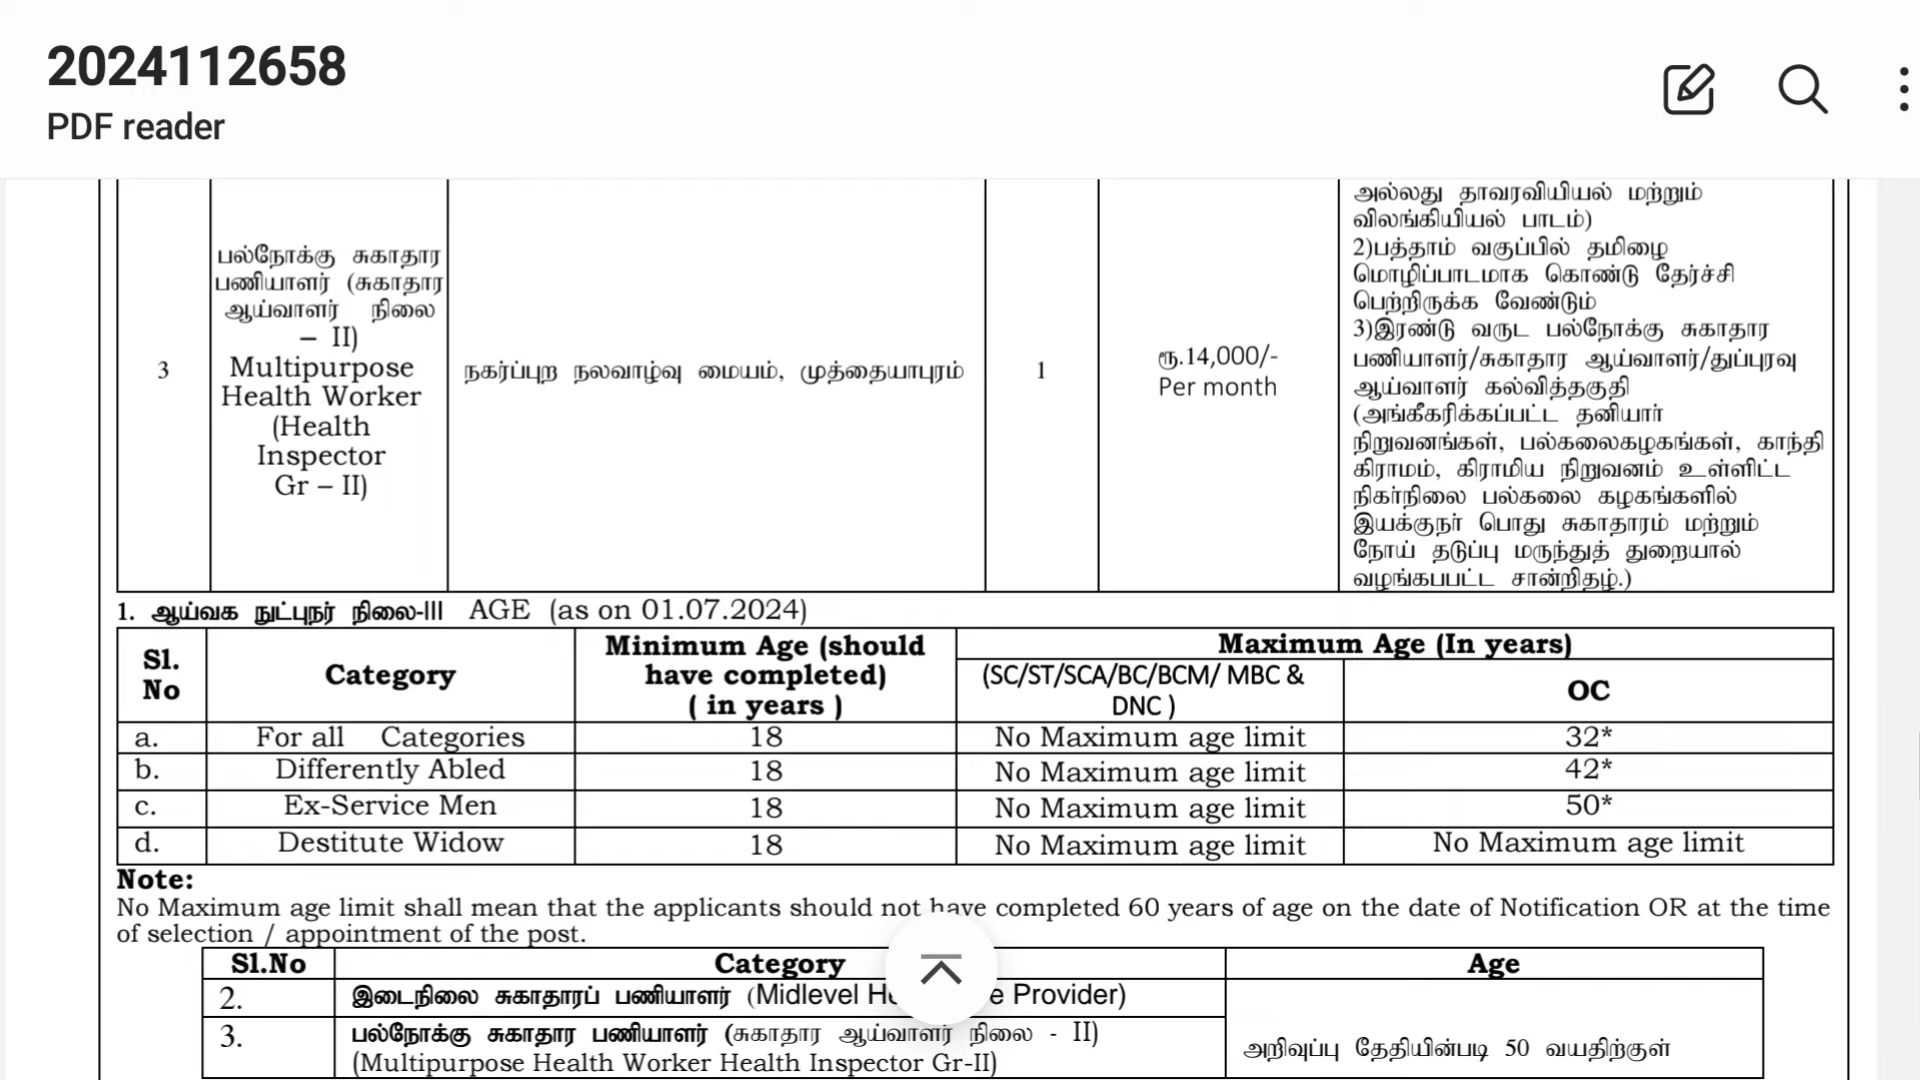 2024112658
PDF reader
அல்லது தாவரவியியல் மற்றும்
விலங்கியியல் பாடம்)
2)பத்தாம் வகுப்பில் தமிழை
மொழிப்பாடமாக கொண்டு தேர்ச்சி
பெற்றிருக்க வேண்டும்
3)இரண்டு வருட பல்நோக்கு சுகாதார
பணியாளர்/சுகாதார ஆய்வாளர்/துப்புரவு
ஆய்வாளர் கல்வித்தகுதி
(அங்கீகரிக்கப்பட்ட தனியார்
நிறுவனங்கள், பல்கலைகழகங்கள், காந்தி
கிராமம், கிராமிய நிறுவனம் உள்ளிட்ட
நிகர்நிலை பல்கலை கழகங்களில்
இயக்குநர் பொது சுகாதாரம் மற்றும்
நோய் தடுப்பு மருந்துத் துறையால்
வழங்கபபட்ட சான்றிதழ்.)
3
பல்நோக்கு சுகாதார
பணியாளர் (சுகாதார
ஆய்வாளர் நிலை
– II)
Multipurpose
Health Worker
(Health
Inspector
Gr – II)
நகர்ப்புற நலவாழ்வு மையம், முத்தையாபுரம்
1
ரூ.14,000/-
Per month
1. ஆய்வக நுட்புநர் நிலை-III AGE (as on 01.07.2024)
Sl. No
Category
Minimum Age (should
have completed)
( in years )
Maximum Age (In years)
(SC/ST/SCA/BC/BCM/ MBC &
DNC )
OC
a. For all Categories 18 No Maximum age limit 32*
b. Differently Abled 18 No Maximum age limit 42*
c. Ex-Service Men 18 No Maximum age limit 50*
d. Destitute Widow 18 No Maximum age limit No Maximum age limit
Note:
No Maximum age limit shall mean that the applicants should not have completed 60 years of age on the date of Notification OR at the time
of selection / appointment of the post.
Sl.No Category Age
2. இடைநிலை சுகாதாரப் பணியாளர் (Midlevel Provider)
3. பல்நோக்கு சுகாதார பணியாளர் (சுகாதார ஆய்வாளர் நிலை - II)
(Multipurpose Health Worker Health Inspector Gr-II)
அறிவுப்பு தேதியின்படி 50 வயதிற்குள்